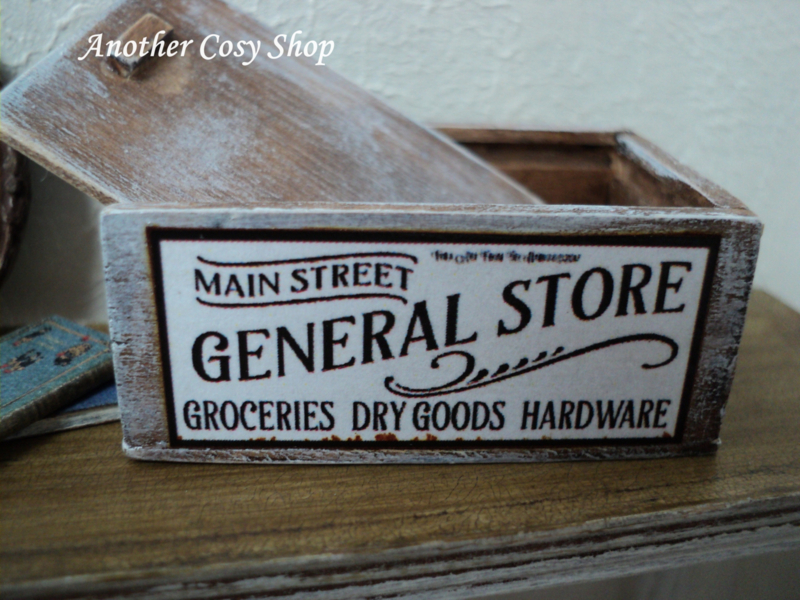 Another Cosy Shop
MAIN STREET
GENERAL STORE
GROCERIES DRY GOODS HARDWARE